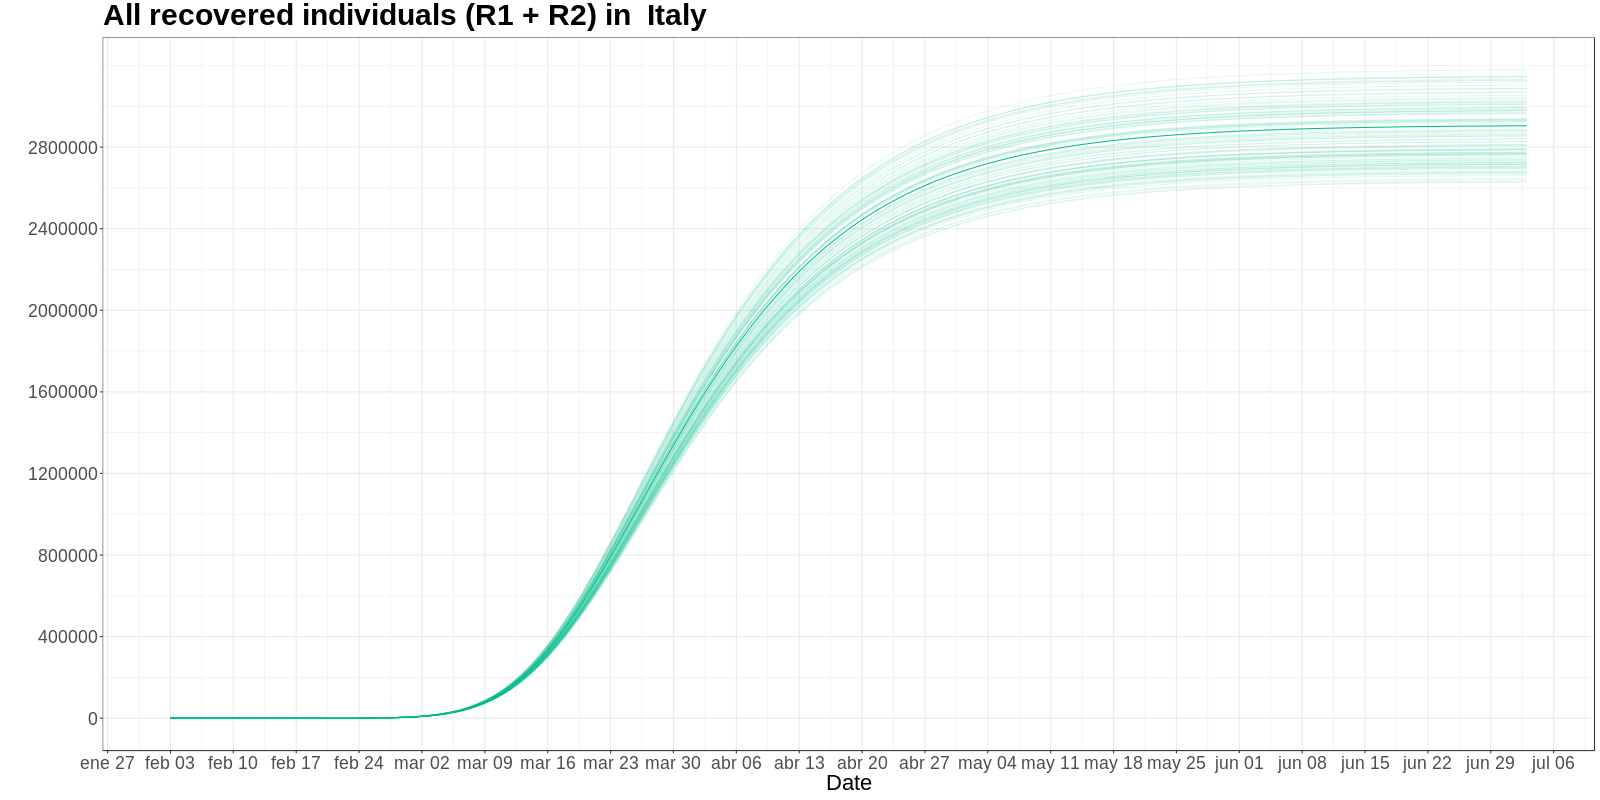 All recovered individuals (R1 + R2) in  Italy
2800000
2400000
2000000
1600000
1200000
800000
400000
0
ene 27 feb 03 feb 10 feb 17 feb 24 mar 02 mar 09 mar 16 mar 23 mar 30 abr 06 abr 13 abr 20 abr 27 may 04 may 11 may 18 may 25 jun 01 jun 08 jun 15 jun 22 jun 29 jul 06
Date